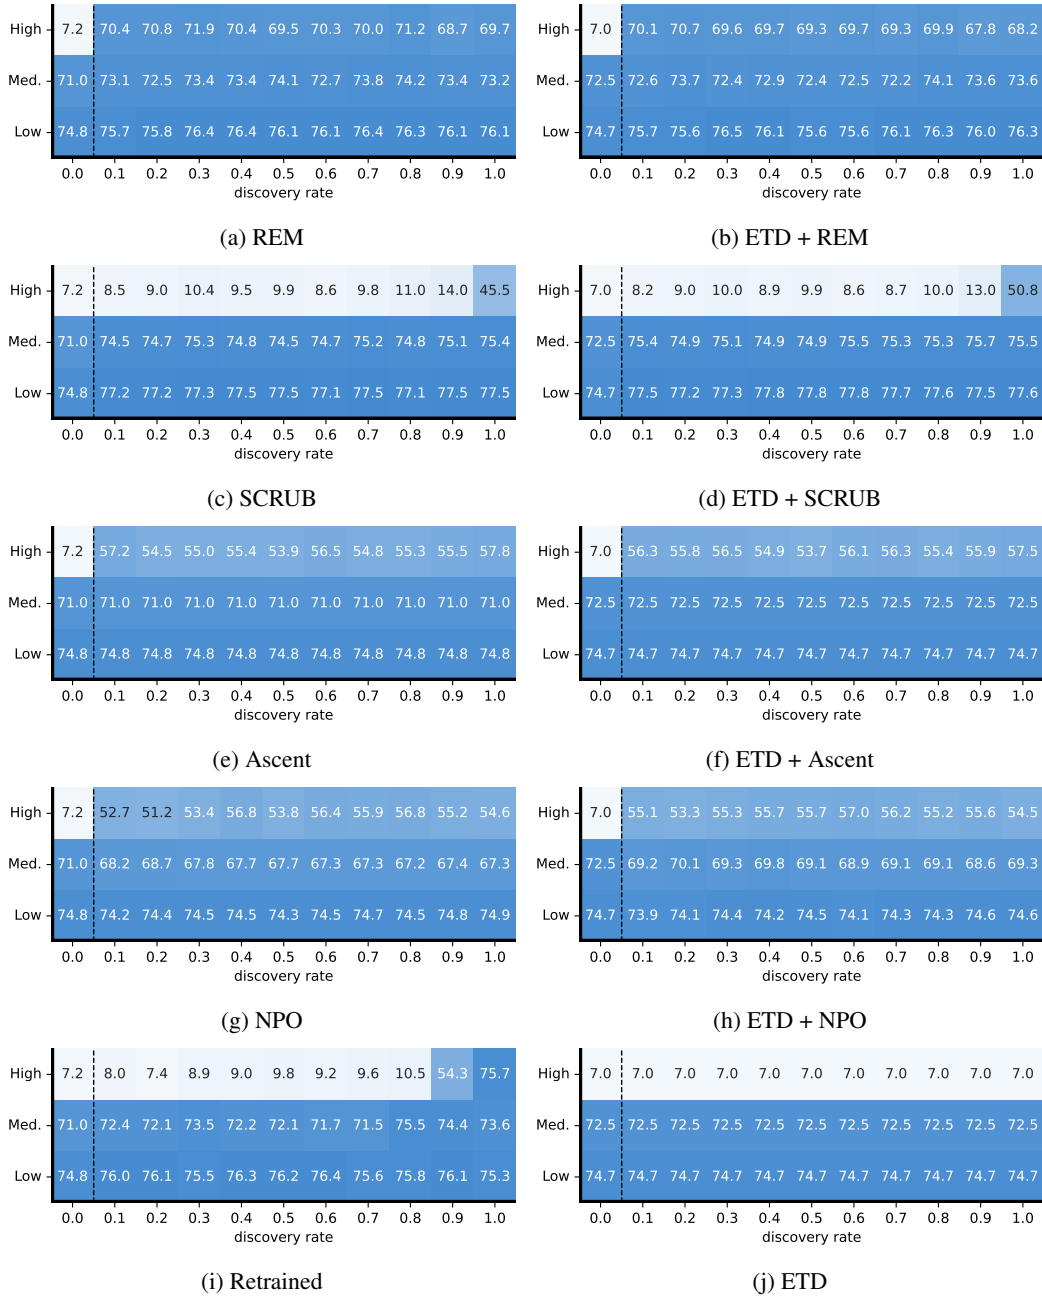 High 7.2 70.4 70.8 71.9 70.4 69.5 70.3 70.0 71.2 68.7 69.7
Med. 71.0 73.1 72.5 73.4 73.4 74.1 72.7 73.8 74.2 73.4 73.2
Low 74.8 75.7 75.8 76.4 76.4 76.1 76.1 76.4 76.3 76.1 76.1
0.0 0.1 0.2 0.3 0.4 0.5 0.6 0.7 0.8 0.9 1.0
discovery rate
(a) REM
High 7.0 70.1 70.7 69.6 69.7 69.3 69.7 69.3 69.9 67.8 68.2
Med. 72.5 72.6 73.7 72.4 72.9 72.4 72.5 72.2 74.1 73.6 73.6
Low 74.7 75.7 75.6 76.5 76.1 75.6 75.6 76.1 76.3 76.0 76.3
0.0 0.1 0.2 0.3 0.4 0.5 0.6 0.7 0.8 0.9 1.0
discovery rate
(b) ETD + REM
High 7.2 8.5 9.0 10.4 9.5 9.9 8.6 9.8 11.0 14.0 45.5
Med. 71.0 74.5 74.7 75.3 74.8 74.5 74.7 75.2 74.8 75.1 75.4
Low 74.8 77.2 77.2 77.3 77.5 77.5 77.1 77.5 77.1 77.5 77.5
0.0 0.1 0.2 0.3 0.4 0.5 0.6 0.7 0.8 0.9 1.0
discovery rate
(c) SCRUB
High 7.0 8.2 9.0 10.0 8.9 9.9 8.6 8.7 10.0 13.0 50.8
Med. 72.5 75.4 74.9 75.1 74.9 74.9 75.5 75.3 75.3 75.7 75.5
Low 74.7 77.5 77.2 77.3 77.8 77.8 77.8 77.7 77.6 77.5 77.6
0.0 0.1 0.2 0.3 0.4 0.5 0.6 0.7 0.8 0.9 1.0
discovery rate
(d) ETD + SCRUB
High 7.2 57.2 54.5 55.0 55.4 53.9 56.5 54.8 55.3 55.5 57.8
Med. 71.0 71.0 71.0 71.0 71.0 71.0 71.0 71.0 71.0 71.0 71.0
Low 74.8 74.8 74.8 74.8 74.8 74.8 74.8 74.8 74.8 74.8 74.8
0.0 0.1 0.2 0.3 0.4 0.5 0.6 0.7 0.8 0.9 1.0
discovery rate
(e) Ascent
High 7.0 56.3 55.8 56.5 54.9 53.7 56.1 56.3 55.4 55.9 57.5
Med. 72.5 72.5 72.5 72.5 72.5 72.5 72.5 72.5 72.5 72.5 72.5
Low 74.7 74.7 74.7 74.7 74.7 74.7 74.7 74.7 74.7 74.7 74.7
0.0 0.1 0.2 0.3 0.4 0.5 0.6 0.7 0.8 0.9 1.0
discovery rate
(f) ETD + Ascent
High 7.2 52.7 51.2 53.4 56.8 53.8 56.4 55.9 56.8 55.2 54.6
Med. 71.0 68.2 68.7 67.8 67.7 67.7 67.3 67.3 67.2 67.4 67.3
Low 74.8 74.2 74.4 74.5 74.5 74.3 74.5 74.7 74.5 74.8 74.9
0.0 0.1 0.2 0.3 0.4 0.5 0.6 0.7 0.8 0.9 1.0
discovery rate
(g) NPO
High 7.0 55.1 53.3 55.3 55.7 55.7 57.0 56.2 55.2 55.6 54.5
Med. 72.5 69.2 70.1 69.3 69.8 69.1 68.9 69.1 69.1 68.6 69.3
Low 74.7 73.9 74.1 74.4 74.2 74.5 74.1 74.3 74.3 74.6 74.6
0.0 0.1 0.2 0.3 0.4 0.5 0.6 0.7 0.8 0.9 1.0
discovery rate
(h) ETD + NPO
High 7.2 8.0 7.4 8.9 9.0 9.8 9.2 9.6 10.5 54.3 75.7
Med. 71.0 72.4 72.1 73.5 72.2 72.1 71.7 71.5 75.5 74.4 73.6
Low 74.8 76.0 76.1 75.5 76.3 76.2 76.4 75.6 75.8 76.1 75.3
0.0 0.1 0.2 0.3 0.4 0.5 0.6 0.7 0.8 0.9 1.0
discovery rate
(i) Retrained
High 7.0 7.0 7.0 7.0 7.0 7.0 7.0 7.0 7.0 7.0 7.0
Med. 72.5 72.5 72.5 72.5 72.5 72.5 72.5 72.5 72.5 72.5 72.5
Low 74.7 74.7 74.7 74.7 74.7 74.7 74.7 74.7 74.7 74.7 74.7
0.0 0.1 0.2 0.3 0.4 0.5 0.6 0.7 0.8 0.9 1.0
discovery rate
(j) ETD